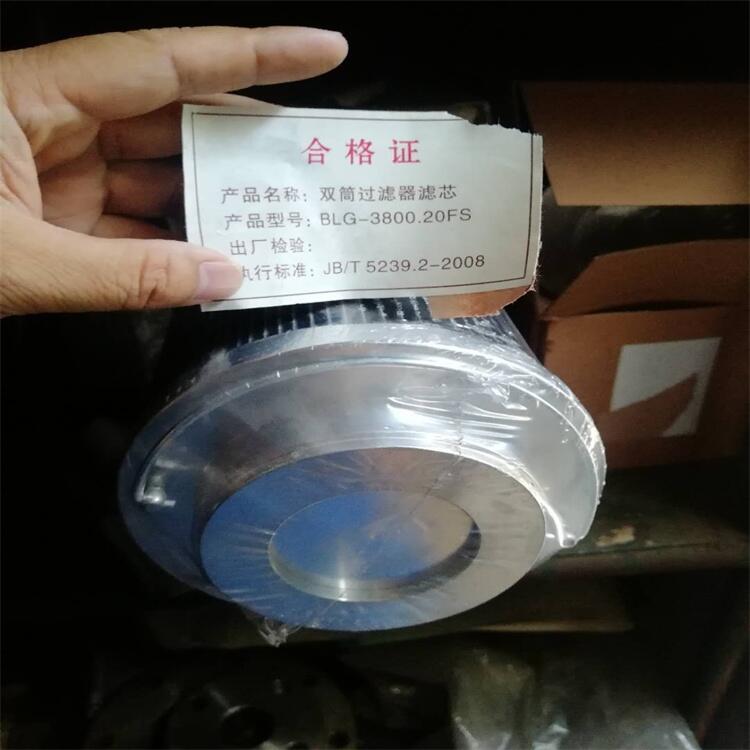 合格证
产品名称：双筒过滤器滤芯
产品型号：BLG-3800.20FS
出厂检验：
执行标准：JB/T 5239.2-2008